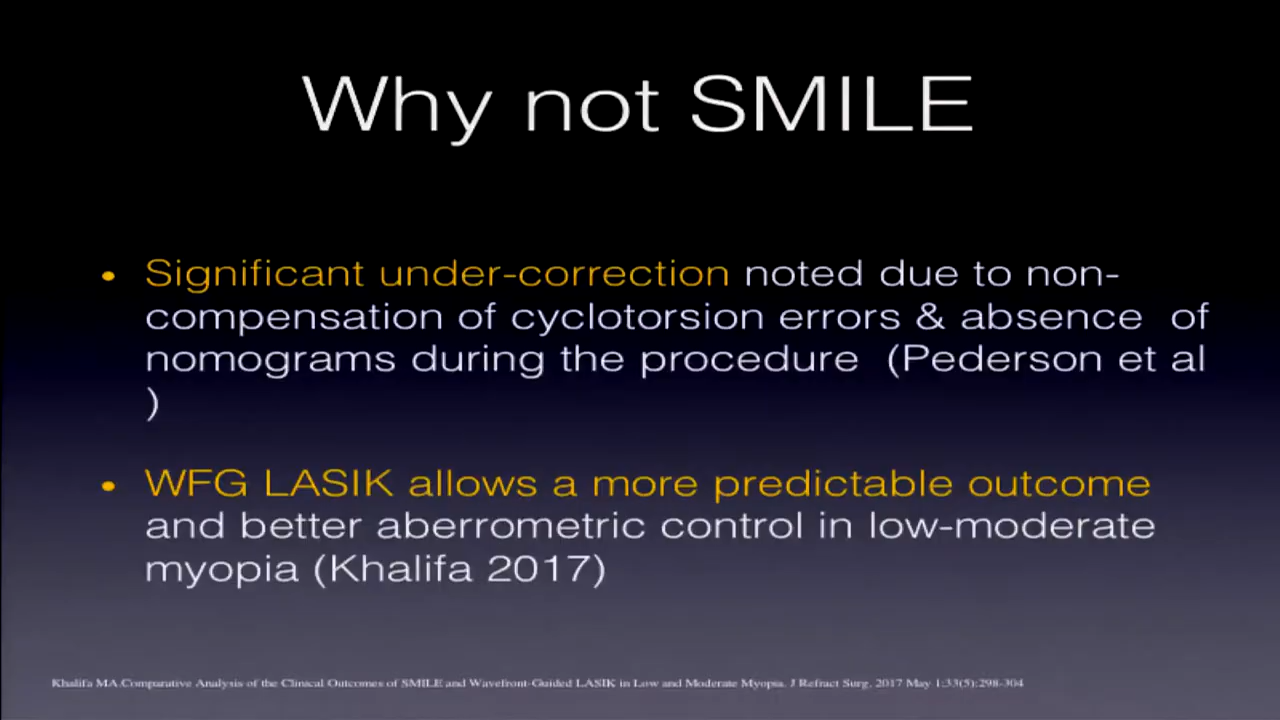 Why not SMILE
• Significant under-correction noted due to non-
compensation of cyclotorsion errors & absence of
nomograms during the procedure (Pederson et al
)
• WFG LASIK allows a more predictable outcome
and better aberrometric control in low-moderate
myopia (Khalifa 2017)
Khalifa MA.Comparative Analysis of the Clinical Outcomes of SMILE and Wavefront-Guided LASIK in Low and Moderate Myopia. J Refract Surg. 2017 May 1;33(5):298-304